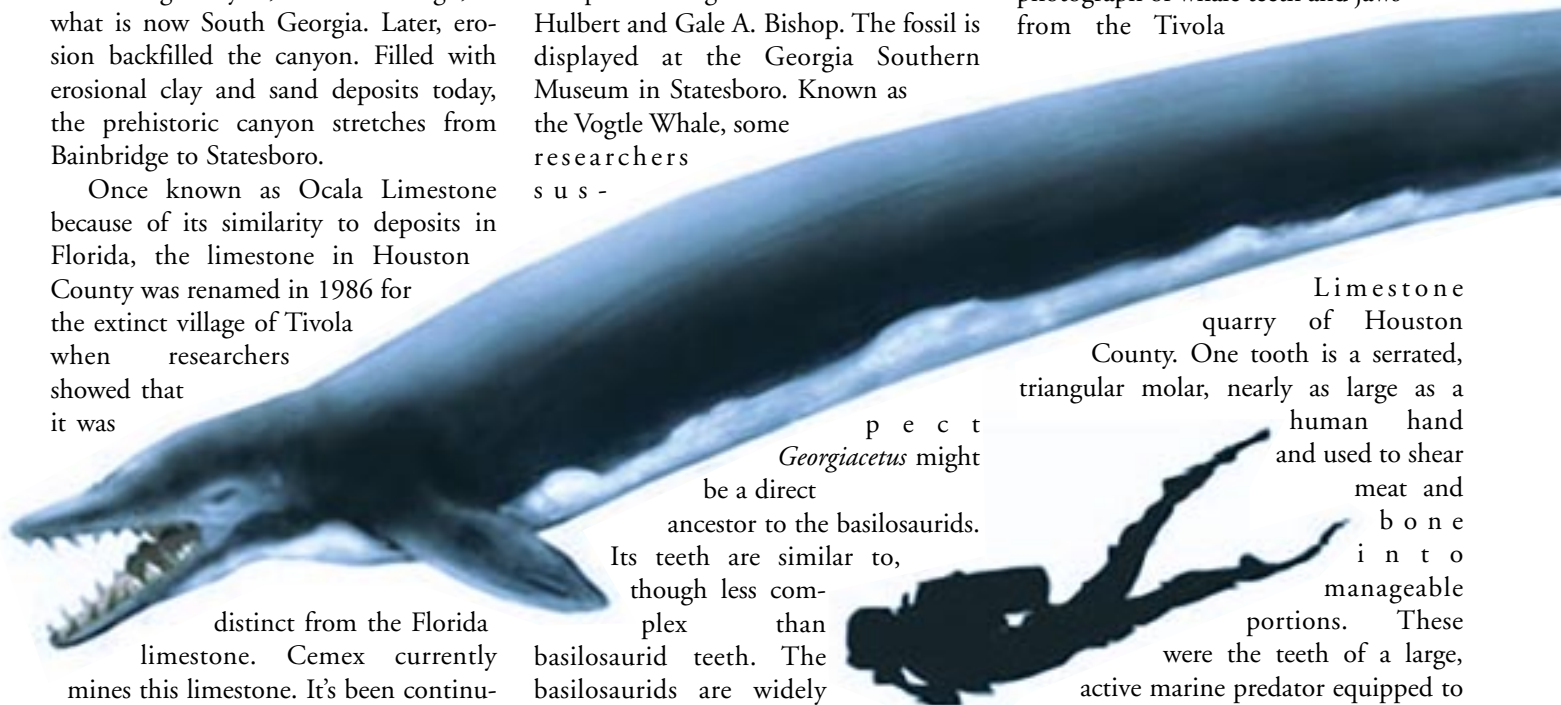 what is now South Georgia. Later, ero-
sion backfilled the canyon. Filled with
erosional clay and sand deposits today,
the prehistoric canyon stretches from
Bainbridge to Statesboro.
Once known as Ocala Limestone
because of its similarity to deposits in
Florida, the limestone in Houston
County was renamed in 1986 for
the extinct village of Tivola
when researchers
showed that
it was
distinct from the Florida
limestone. Cemex currently
mines this limestone. It's been continu-
Hulbert and Gale A. Bishop. The fossil is
displayed at the Georgia Southern
Museum in Statesboro. Known as
the Vogtle Whale, some
researchers
sus-
pect
Georgiacetus might
be a direct
ancestor to the basilosaurids.
Its teeth are similar to,
though less com-
plex than
basilosaurid teeth. The
basilosaurids are widely
photograph of whale teeth and jaws
from the Tivola
Limestone
quarry of Houston
County. One tooth is a serrated,
triangular molar, nearly as large as a
human hand
and used to shear
meat and
bone
into
manageable
portions. These
were the teeth of a large,
active marine predator equipped to